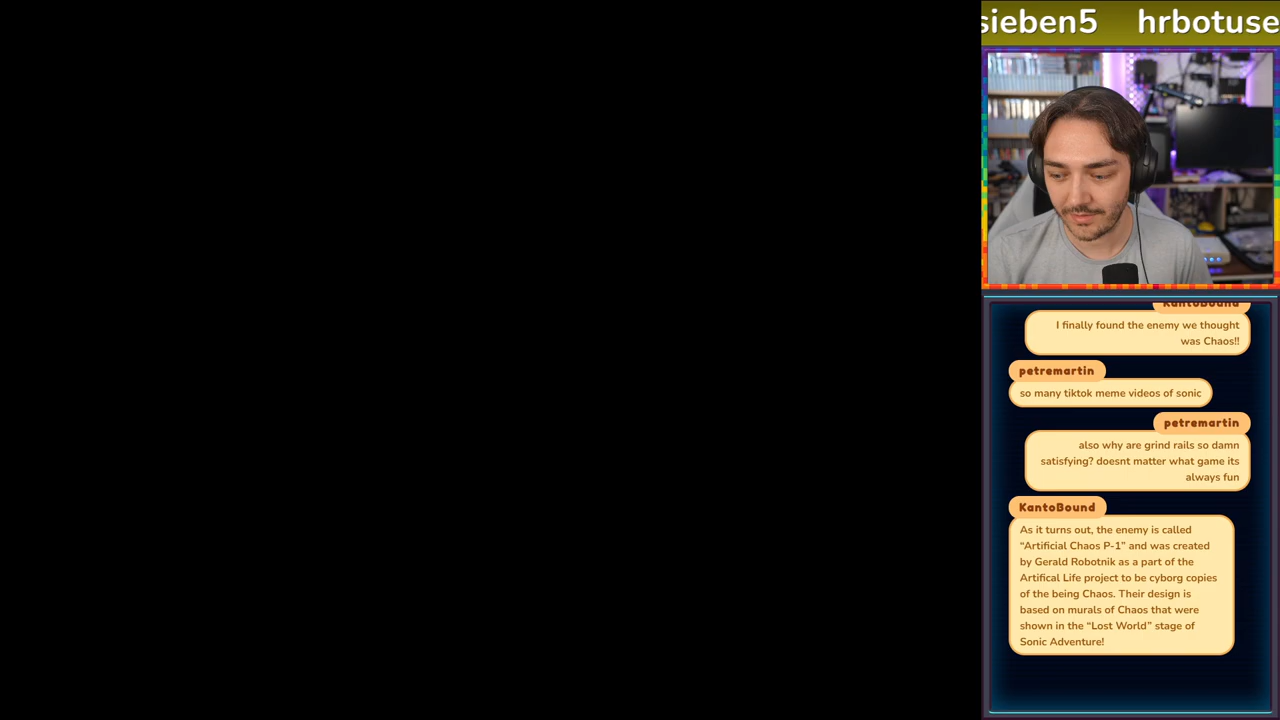 sieben5 hrbotuse
KantoBound
I finally found the enemy we thought
was Chaos!!
petremartin
so many tiktok meme videos of sonic
petremartin
also why are grind rails so damn
satisfying? doesnt matter what game its
always fun
KantoBound
As it turns out, the enemy is called
“Artificial Chaos P-1” and was created
by Gerald Robotnik as a part of the
Artifical Life project to be cyborg copies
of the being Chaos. Their design is
based on murals of Chaos that were
shown in the “Lost World” stage of
Sonic Adventure!